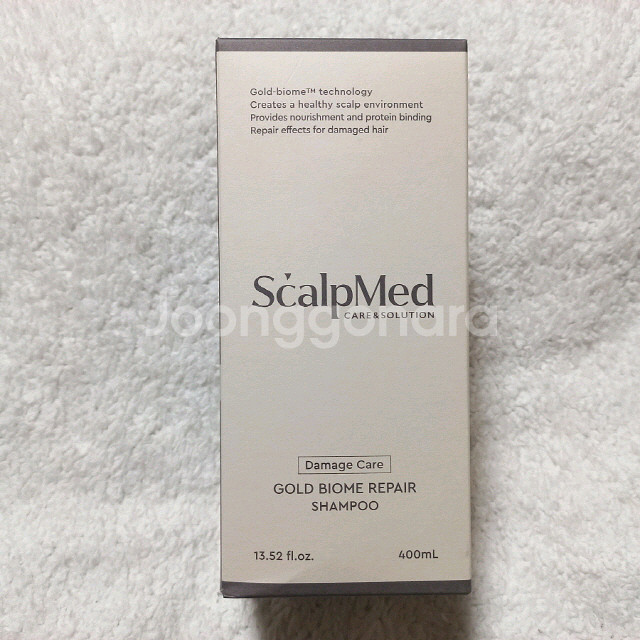 Gold-biome™ technology
Creates a healthy scalp environment
Provides nourishment and protein binding
Repair effects for damaged hair
ScalpMed
CARE&SOLUTION
Joonggonara
Damage Care
GOLD BIOME REPAIR
SHAMPOO
13.52 fl.oz. 400mL